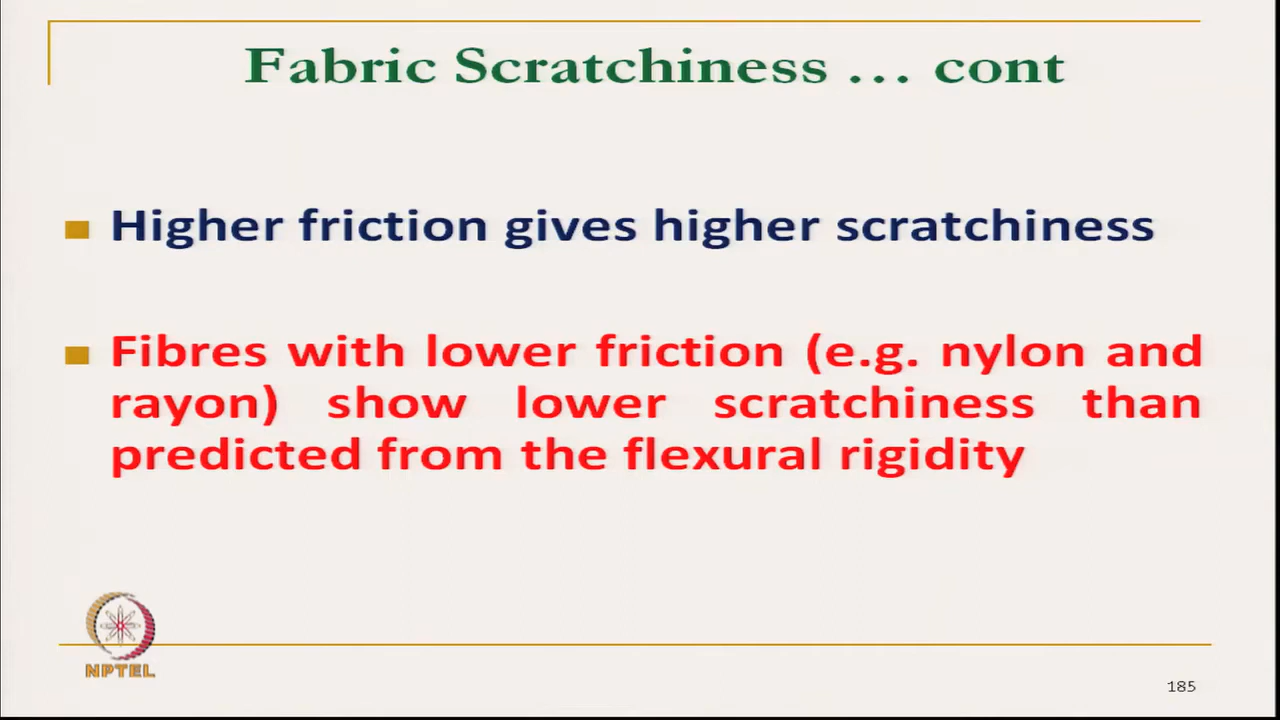 Fabric Scratchiness … cont
Higher friction gives higher scratchiness
Fibres with lower friction (e.g. nylon and
rayon) show lower scratchiness than
predicted from the flexural rigidity
NPTEL
185